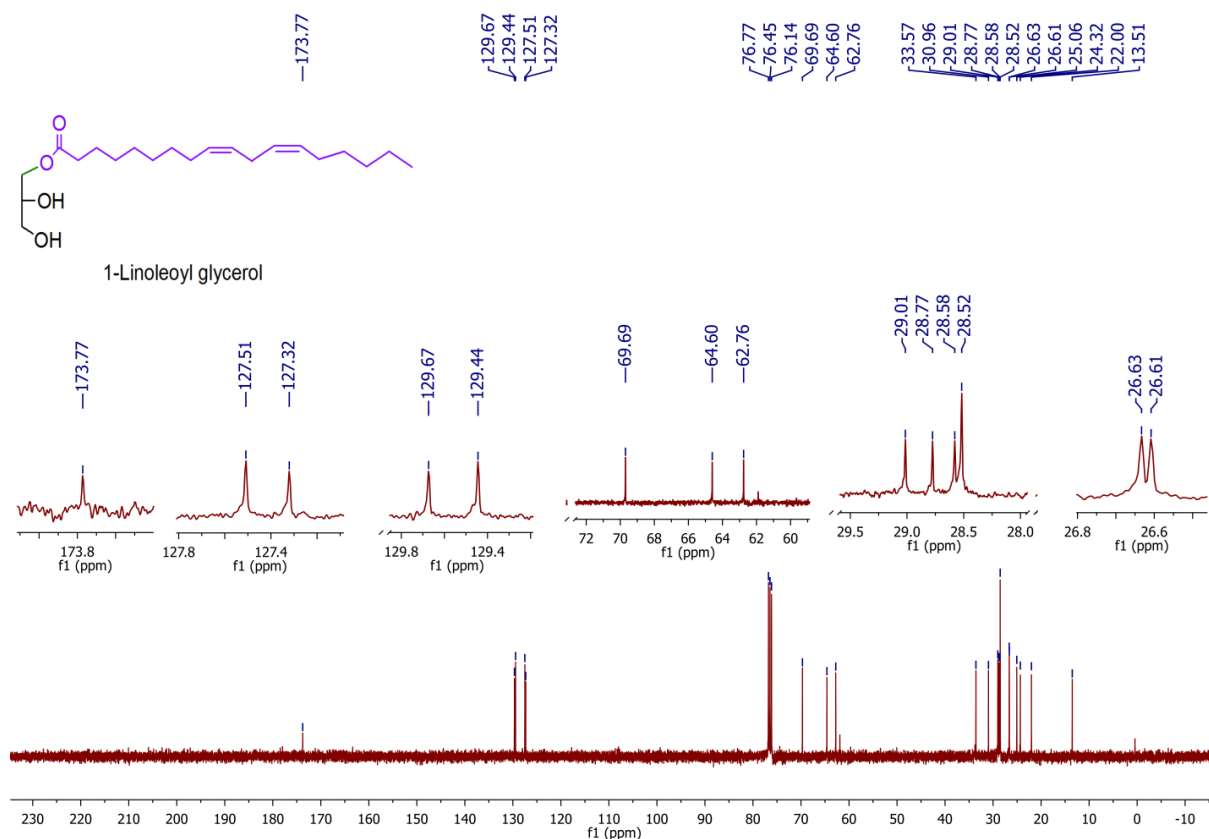 173.77
129.67
129.44
127.51
127.32
76.77
76.45
76.14
69.69
64.60
62.76
33.57
30.96
29.01
28.77
28.58
28.52
26.63
26.61
25.06
24.32
22.00
13.51
O
O
OH
OH
1-Linoleoyl glycerol
173.77
127.51
127.32
129.67
129.44
69.69
64.60
62.76
29.01
28.77
28.58
28.52
26.63
26.61
173.8
f1 (ppm)
127.8 127.4
f1 (ppm)
129.8 129.4
f1 (ppm)
72 70 68 66 64 62 60
f1 (ppm)
29.5 29.0 28.5 28.0
f1 (ppm)
26.8 26.6
f1 (ppm)
230 220 210 200 190 180 170 160 150 140 130 120 110 100 90 80 70 60 50 40 30 20 10 0 -10
f1 (ppm)